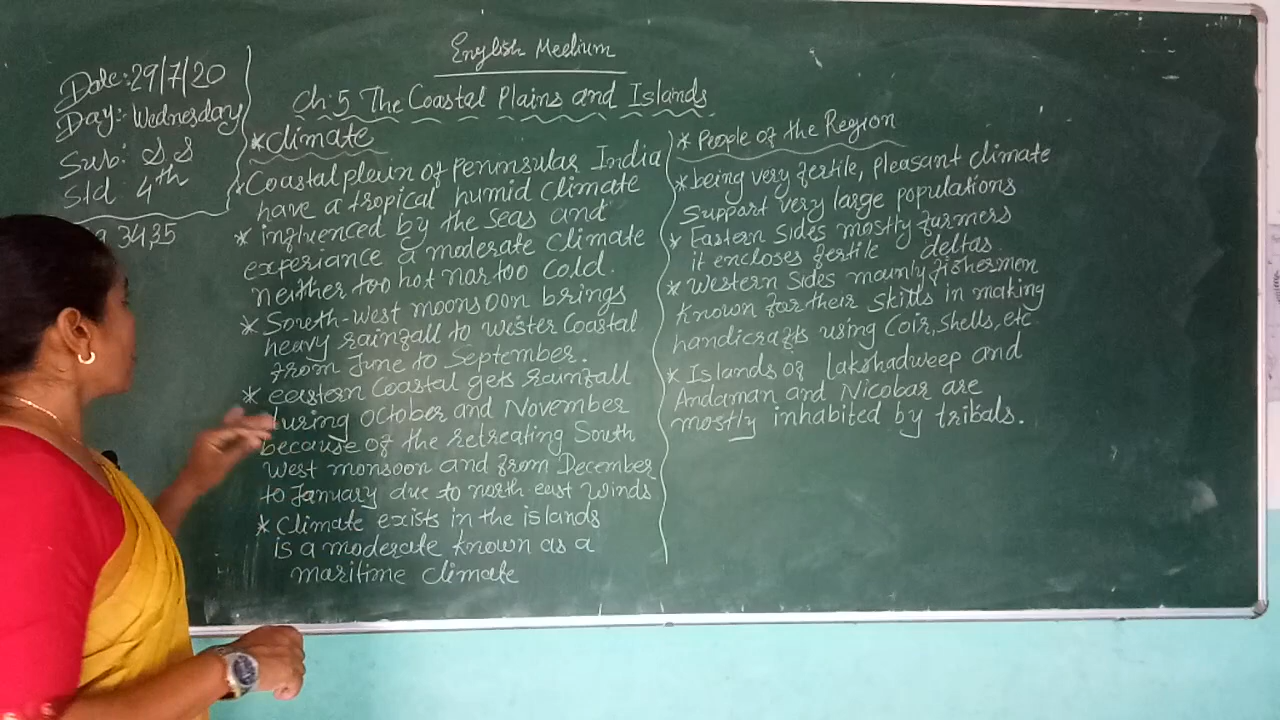 English Medium
Date: 29/7/20
Day: Wednesday
Sub: S.S
Std: 4th
34,35
Ch: 5 The Coastal Plains and Islands
* Climate
* Coastal plein of Peninsular India
have a tropical humid Climate
* influenced by the seas and
experiance a moderate Climate
neither too hot nor too cold.
* South-West moonsoon brings
heavy rainfall to Wister Coastal
from June to September.
* eastern Coastal gets rainfall
during October and November
because of the retreating South
West monsoon and from December
to January due to north east winds
* Climate exists in the islands
is a moderate known as a
maritime climate
* People of the Region
* being very fertile, pleasant climate
Support very large populations
* Eastern Sides mostly farmers
it encloses fertile deltas.
* Western Sides mainly fishermen
known for their skills in making
handicrafts using Coir, Shells, etc
* Islands of lakshadweep and
Andaman and Nicobar are
mostly inhabited by tribals.